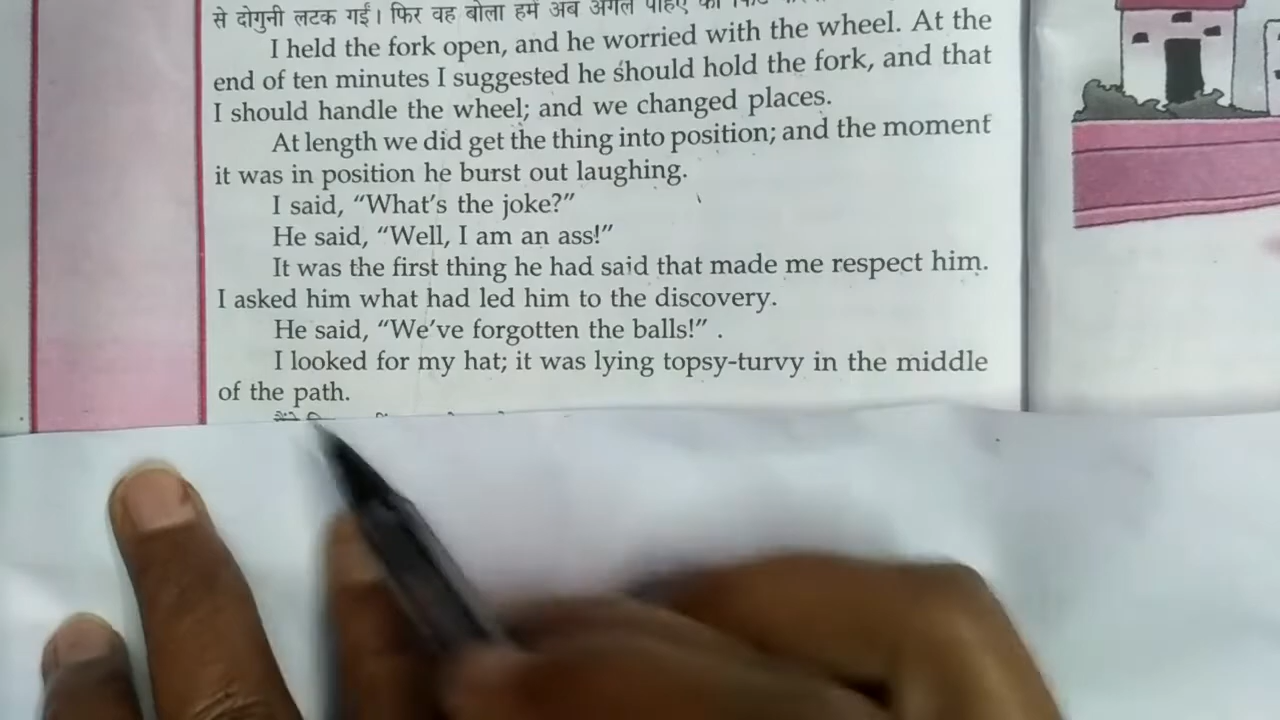 से दोगुनी लटक गईं। फिर वह बोला हमें अब अगले पहिए को फिट
I held the fork open, and he worried with the wheel. At the
end of ten minutes I suggested he should hold the fork, and that
I should handle the wheel; and we changed places.
At length we did get the thing into position; and the moment
it was in position he burst out laughing.
I said, “What's the joke?”
He said, “Well, I am an ass!”
It was the first thing he had said that made me respect him.
I asked him what had led him to the discovery.
He said, “We've forgotten the balls!” .
I looked for my hat; it was lying topsy-turvy in the middle
of the path.